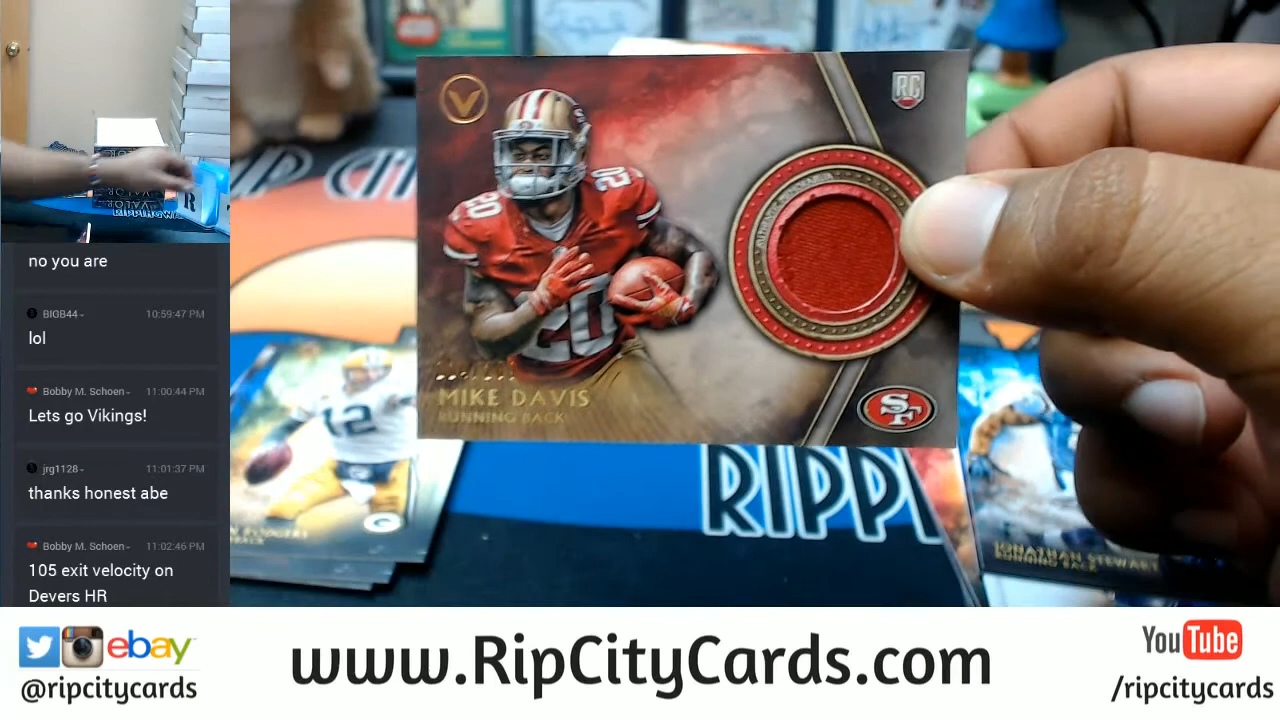 no you are
BIGB44
10:59:47 PM
lol
Bobby M. Schoen
11:00:44 PM
Lets go Vikings!
jrg1128
11:01:37 PM
thanks honest abe
Bobby M. Schoen
11:02:46 PM
105 exit velocity on
Devers HR
V
RC
20
20
20
MIKE DAVIS
RUNNING BACK
SF
12
G
JONATHAN STEWART
RUNNING BACK
RIPPI
R
VALOR
ebay
@ripcitycards
www.RipCityCards.com
YouTube
/ripcitycards